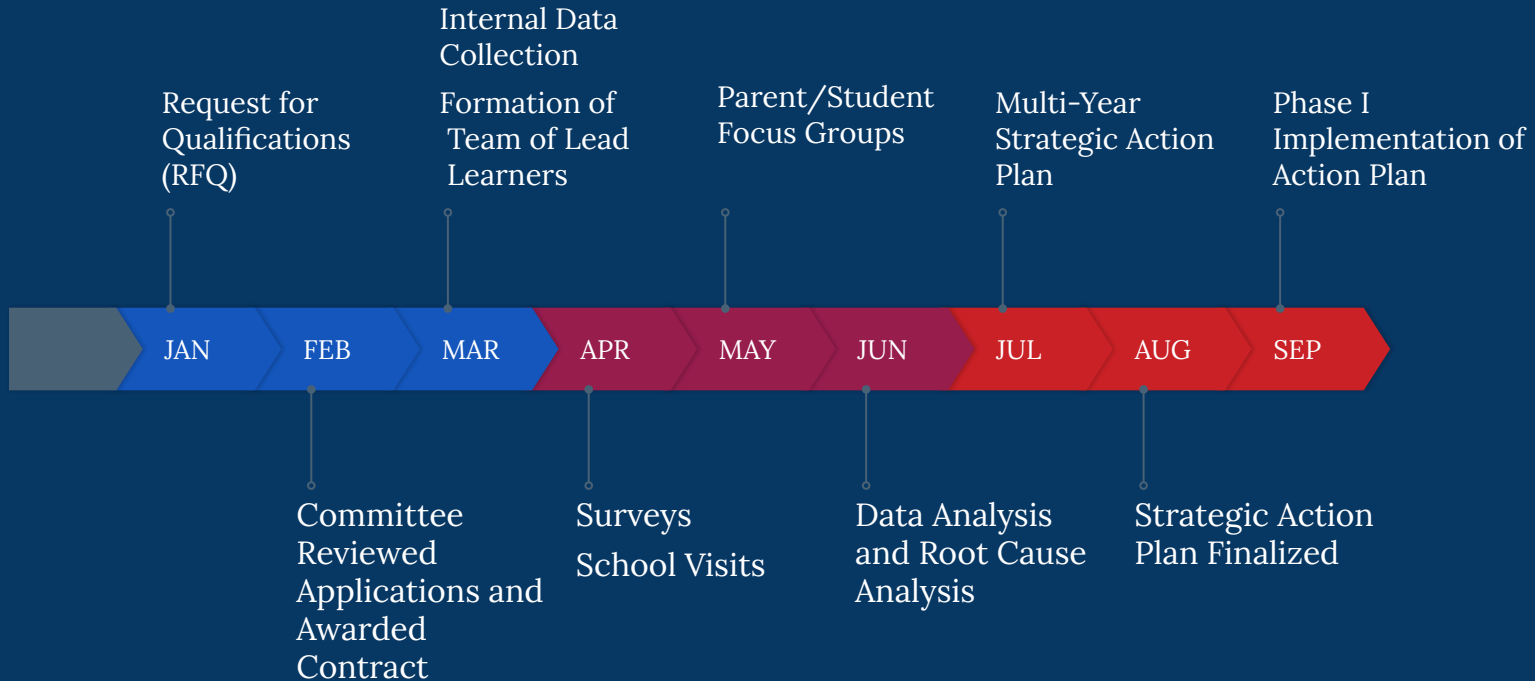 Internal Data
Collection
Request for
Qualifications
(RFQ)
Formation of
Team of Lead
Learners
Parent/Student
Focus Groups
Multi-Year
Strategic Action
Plan
Phase I
Implementation of
Action Plan
JAN
FEB
MAR
APR
MAY
JUN
JUL
AUG
SEP
Committee
Reviewed
Applications and
Awarded
Contract
Surveys
School Visits
Data Analysis
and Root Cause
Analysis
Strategic Action
Plan Finalized